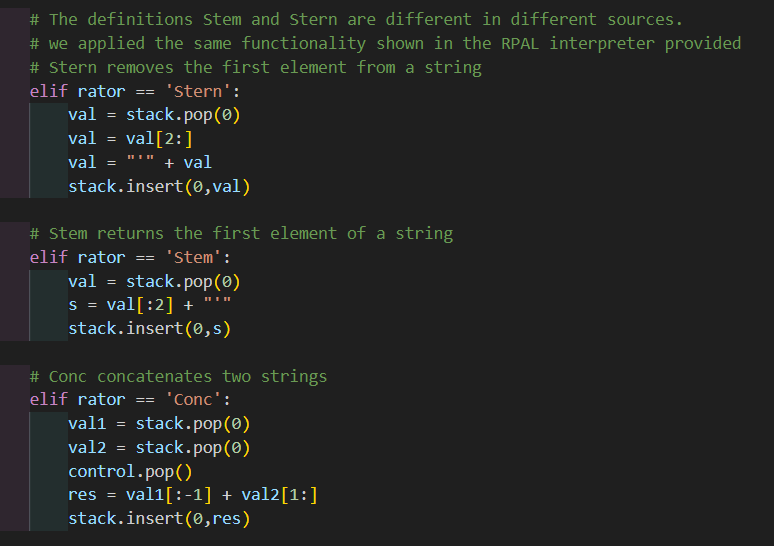 # The definitions Stem and Stern are different in different sources.
# we applied the same functionality shown in the RPAL interpreter provided
# Stern removes the first element from a string
elif rator == 'Stern':
    val = stack.pop(0)
    val = val[2:]
    val = "'" + val
    stack.insert(0,val)

# Stem returns the first element of a string
elif rator == 'Stem':
    val = stack.pop(0)
    s = val[:2] + "'"
    stack.insert(0,s)

# Conc concatenates two strings
elif rator == 'Conc':
    val1 = stack.pop(0)
    val2 = stack.pop(0)
    control.pop()
    res = val1[:-1] + val2[1:]
    stack.insert(0,res)